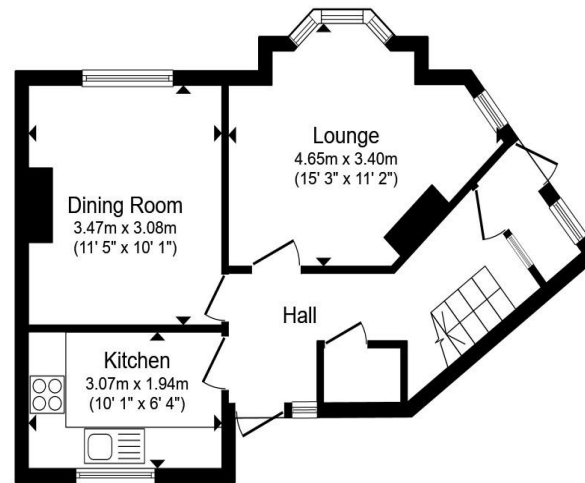 Lounge
4.65m x 3.40m
(15' 3" x 11' 2")
Dining Room
3.47m x 3.08m
(11' 5" x 10' 1")
Hall
Kitchen
3.07m x 1.94m
(10' 1" x 6' 4")